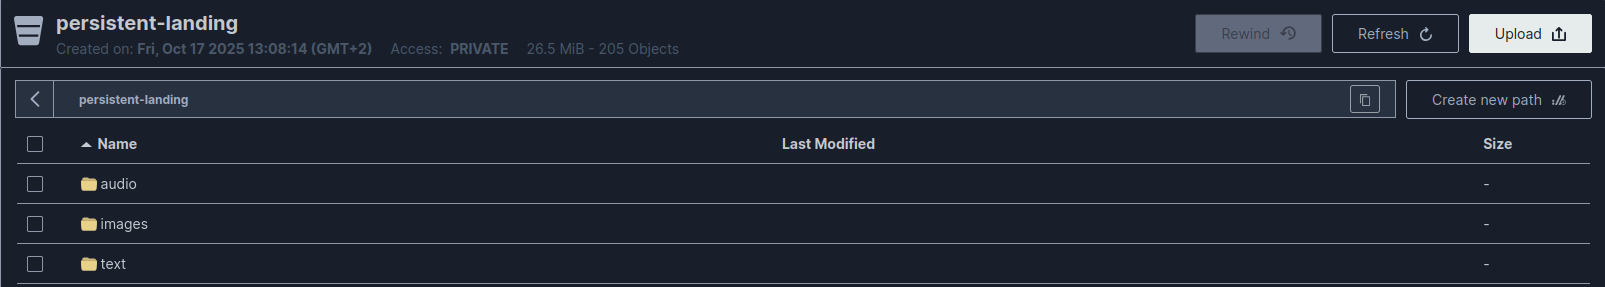 persistent-landing
Created on: Fri, Oct 17 2025 13:08:14 (GMT+2) Access: PRIVATE 26.5 MiB - 205 Objects
Rewind Refresh Upload
persistent-landing
Create new path
Name Last Modified Size
audio -
images -
text -